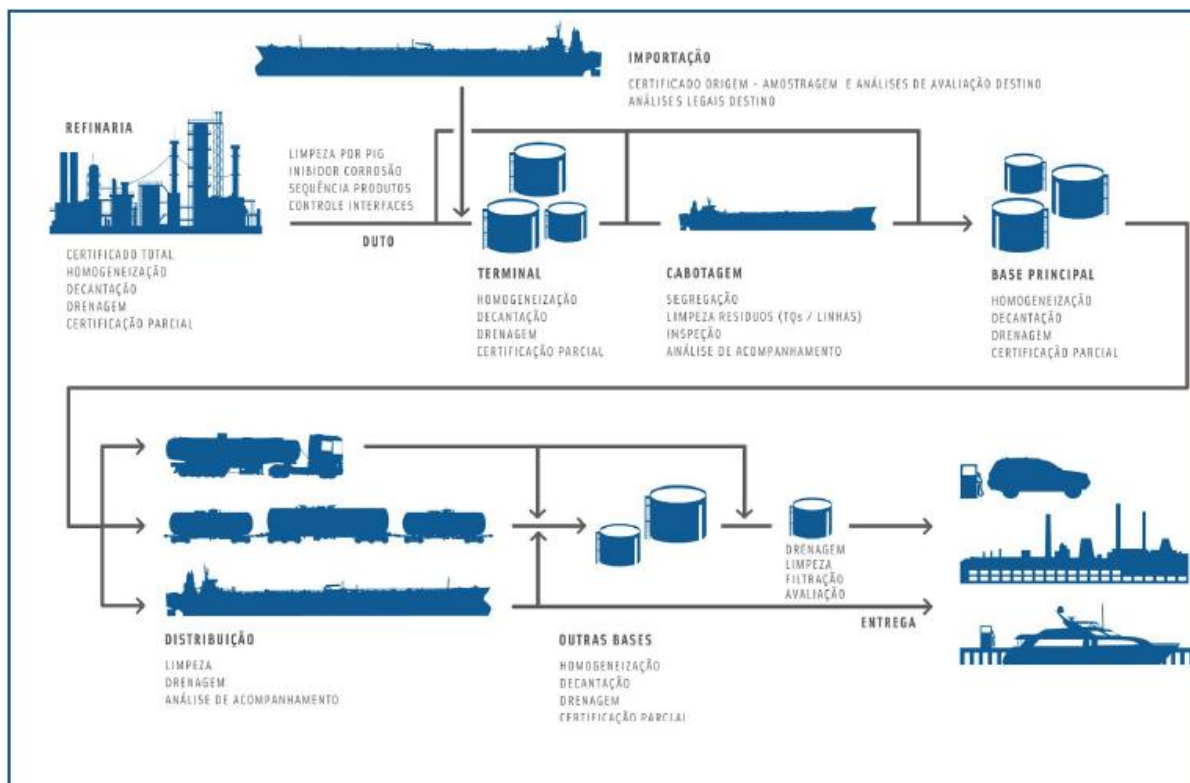 IMPORTAÇÃO
CERTIFICADO ORIGEM - AMOSTRAGEM E ANÁLISES DE AVALIAÇÃO DESTINO
ANÁLISES LEGAIS DESTINO
REFINARIA
LIMPEZA POR PIG
INIBIDOR CORROSÃO
SEQUÊNCIA PRODUTOS
CONTROLE INTERFACES
DUTO
CERTIFICADO TOTAL
HOMOGENEIZAÇÃO
DECANTAÇÃO
DRENAGEM
CERTIFICAÇÃO PARCIAL
TERMINAL
HOMOGENEIZAÇÃO
DECANTAÇÃO
DRENAGEM
CERTIFICAÇÃO PARCIAL
CABOTAGEM
SEGREGAÇÃO
LIMPEZA RESIDUOS (TQs / LINHAS)
INSPEÇÃO
ANÁLISE DE ACOMPANHAMENTO
BASE PRINCIPAL
HOMOGENEIZAÇÃO
DECANTAÇÃO
DRENAGEM
CERTIFICAÇÃO PARCIAL
DRENAGEM
LIMPEZA
FILTRAÇÃO
AVALIAÇÃO
ENTREGA
DISTRIBUIÇÃO
LIMPEZA
DRENAGEM
ANÁLISE DE ACOMPANHAMENTO
OUTRAS BASES
HOMOGENEIZAÇÃO
DECANTAÇÃO
DRENAGEM
CERTIFICAÇÃO PARCIAL